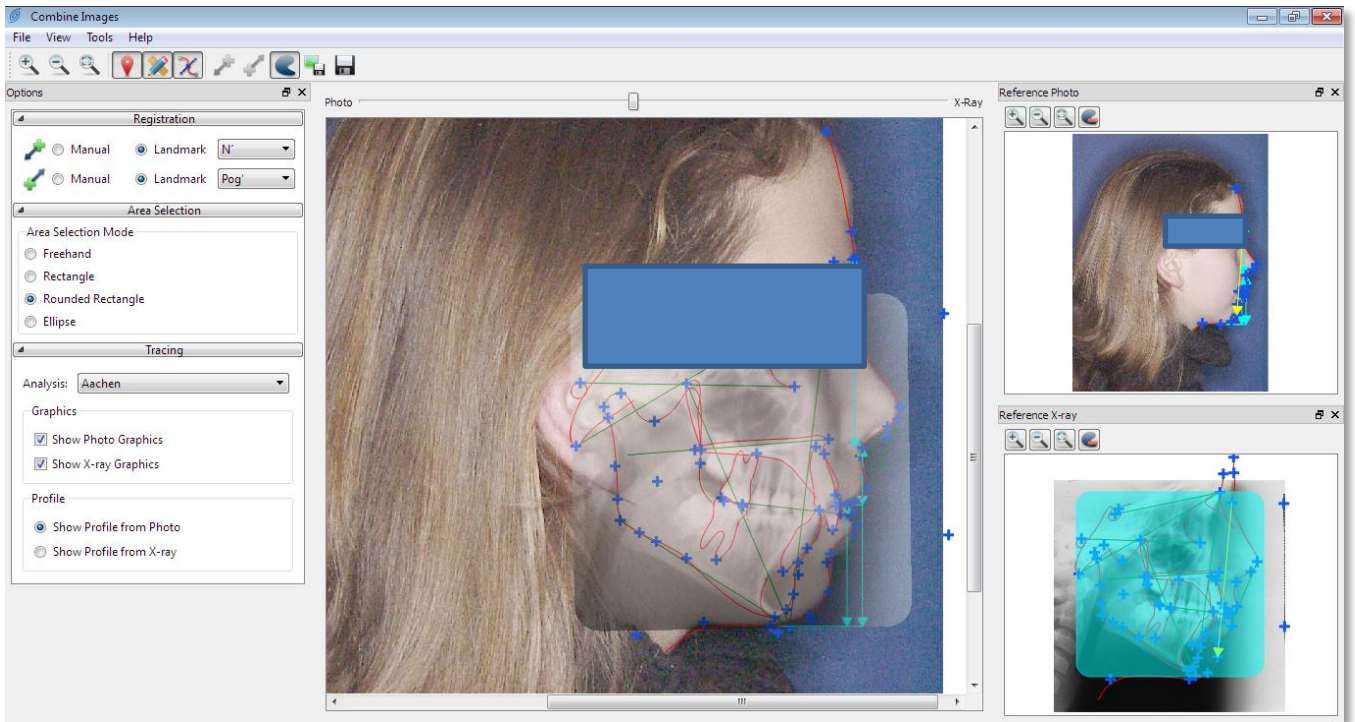 Combine Images
File View Tools Help
Options
Registration
Manual Landmark N´
Manual Landmark Pog'
Area Selection
Area Selection Mode
Freehand
Rectangle
Rounded Rectangle
Ellipse
Tracing
Analysis: Aachen
Graphics
Show Photo Graphics
Show X-ray Graphics
Profile
Show Profile from Photo
Show Profile from X-ray
Photo X-Ray
Reference Photo
Reference X-ray